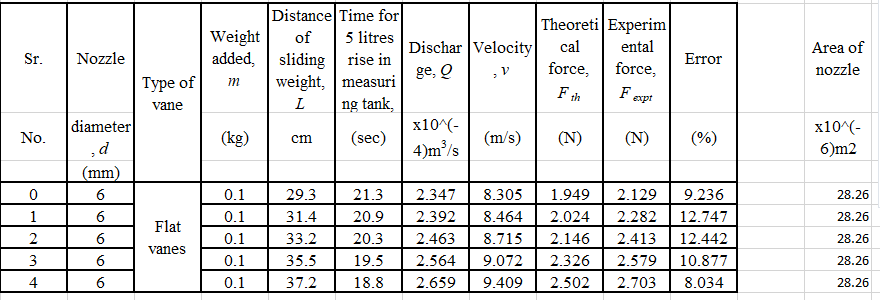 Sr. Nozzle Type of vane Weight added, m Distance of sliding weight, L Time for 5 litres rise in measuring tank, Dischar ge, Q Velocity , v Theoreti cal force, F th Experim ental force, F expt Error Area of nozzle
No. diameter , d (mm) (kg) cm (sec) x10^(-4)m³/s (m/s) (N) (N) (%) x10^(-6)m2
0 6 Flat vanes 0.1 29.3 21.3 2.347 8.305 1.949 2.129 9.236 28.26
1 6 0.1 31.4 20.9 2.392 8.464 2.024 2.282 12.747 28.26
2 6 0.1 33.2 20.3 2.463 8.715 2.146 2.413 12.442 28.26
3 6 0.1 35.5 19.5 2.564 9.072 2.326 2.579 10.877 28.26
4 6 0.1 37.2 18.8 2.659 9.409 2.502 2.703 8.034 28.26